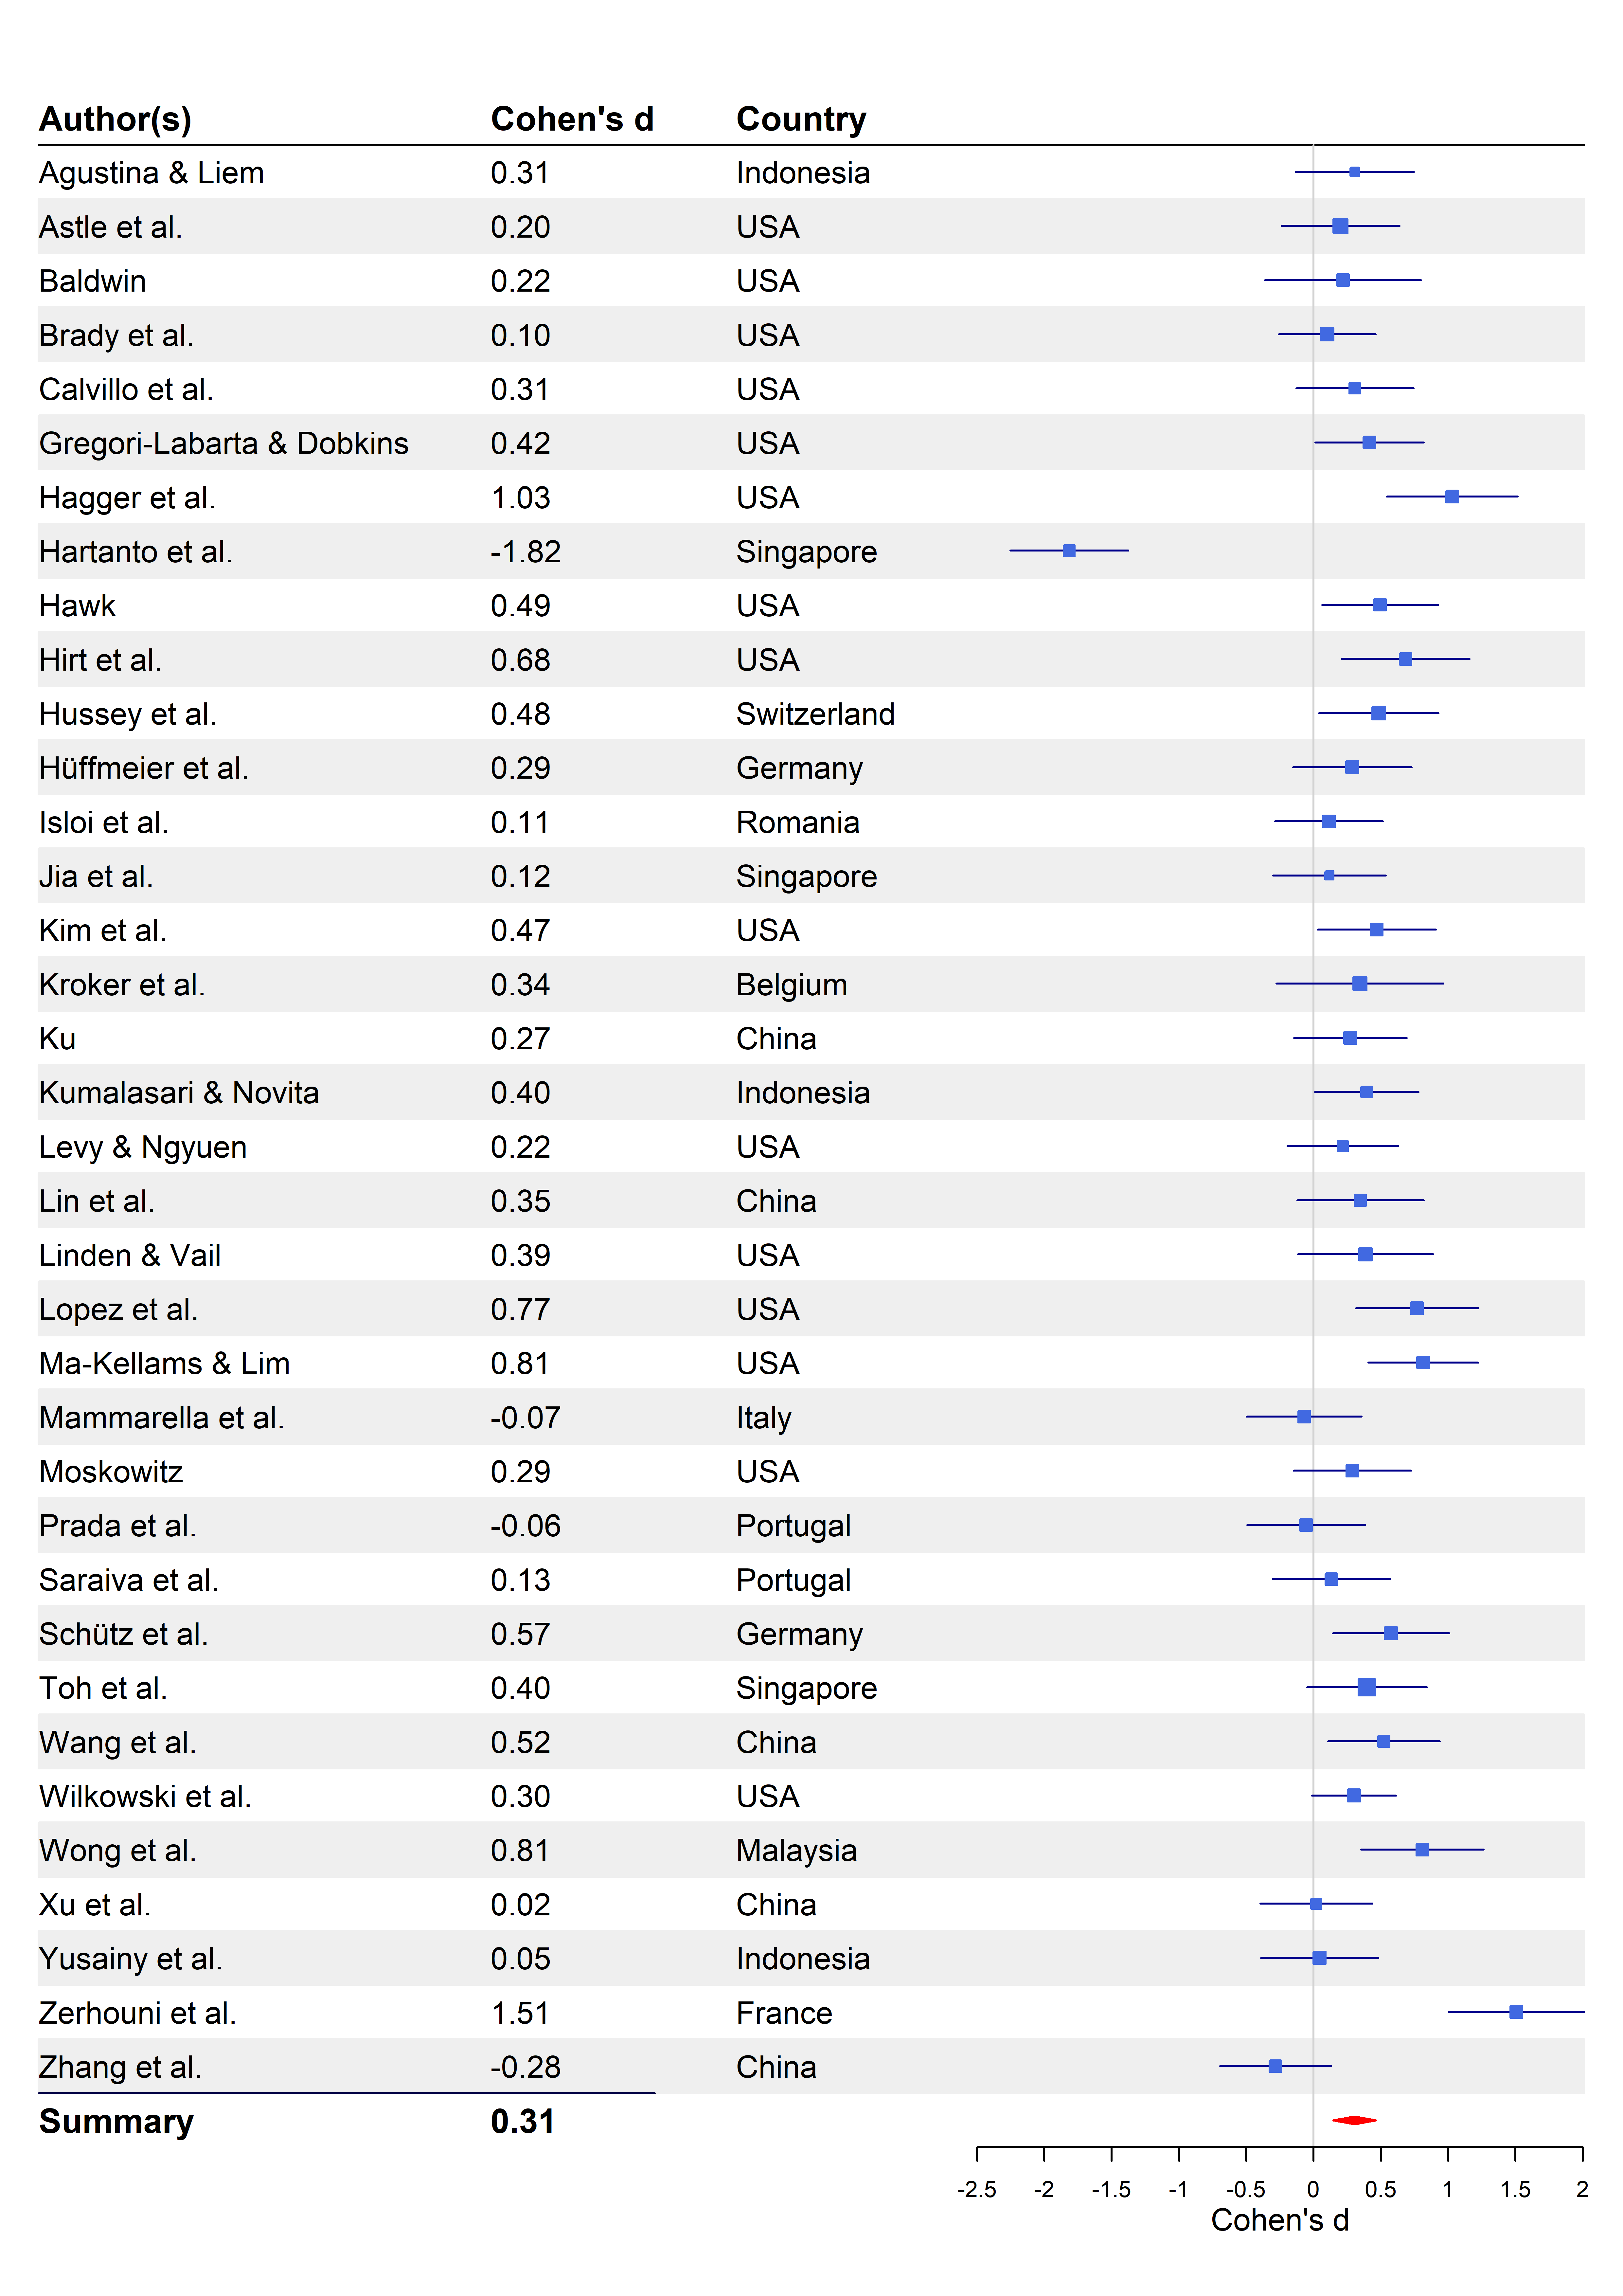 Author(s) Cohen's d Country
Agustina & Liem 0.31 Indonesia
Astle et al. 0.20 USA
Baldwin 0.22 USA
Brady et al. 0.10 USA
Calvillo et al. 0.31 USA
Gregori-Labarta & Dobkins 0.42 USA
Hagger et al. 1.03 USA
Hartanto et al. -1.82 Singapore
Hawk 0.49 USA
Hirt et al. 0.68 USA
Hussey et al. 0.48 Switzerland
Hüffmeier et al. 0.29 Germany
Isloi et al. 0.11 Romania
Jia et al. 0.12 Singapore
Kim et al. 0.47 USA
Kroker et al. 0.34 Belgium
Ku 0.27 China
Kumalasari & Novita 0.40 Indonesia
Levy & Ngyuen 0.22 USA
Lin et al. 0.35 China
Linden & Vail 0.39 USA
Lopez et al. 0.77 USA
Ma-Kellams & Lim 0.81 USA
Mammarella et al. -0.07 Italy
Moskowitz 0.29 USA
Prada et al. -0.06 Portugal
Saraiva et al. 0.13 Portugal
Schütz et al. 0.57 Germany
Toh et al. 0.40 Singapore
Wang et al. 0.52 China
Wilkowski et al. 0.30 USA
Wong et al. 0.81 Malaysia
Xu et al. 0.02 China
Yusainy et al. 0.05 Indonesia
Zerhouni et al. 1.51 France
Zhang et al. -0.28 China
Summary 0.31
-2.5 -2 -1.5 -1 -0.5 0 0.5 1 1.5 2
Cohen's d